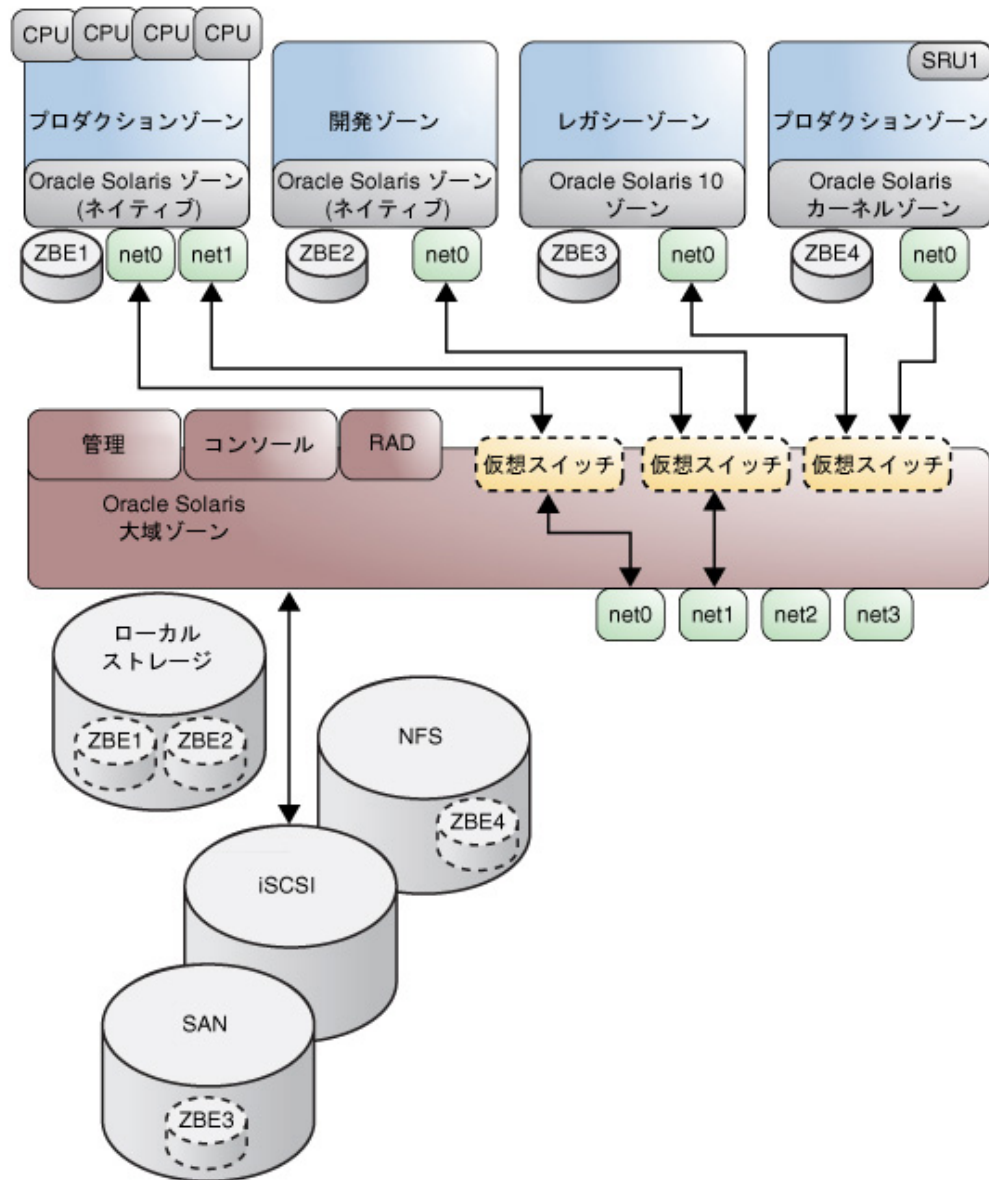 CPU
CPU
CPU
CPU
SRU1
プロダクションゾーン
開発ゾーン
レガシーゾーン
プロダクションゾーン
Oracle Solaris ゾーン
(ネイティブ)
Oracle Solaris ゾーン
(ネイティブ)
Oracle Solaris 10
ゾーン
Oracle Solaris
カーネルゾーン
ZBE1
net0
net1
ZBE2
net0
ZBE3
net0
ZBE4
net0
管理
コンソール
RAD
仮想スイッチ
仮想スイッチ
仮想スイッチ
Oracle Solaris
大域ゾーン
net0
net1
net2
net3
ローカル
ストレージ
ZBE1
ZBE2
NFS
ZBE4
iSCSI
SAN
ZBE3